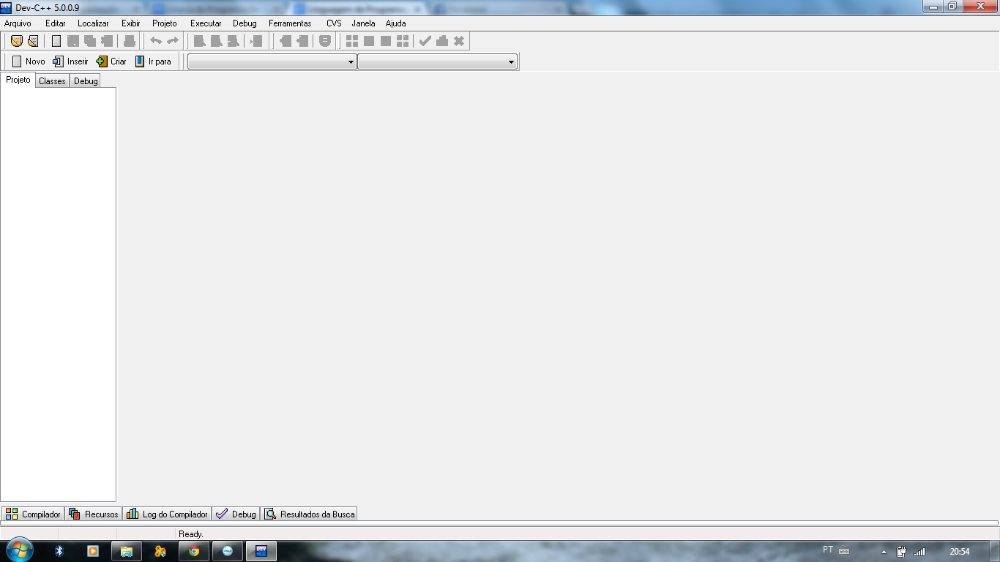 Dev-C++ 5.0.0.9
Arquivo Editar Localizar Exibir Projeto Executar Debug Ferramentas CVS Janela Ajuda
Novo Inserir Criar Ir para
Projeto Classes Debug
Compilador Recursos Log do Compilador Debug Resultados da Busca
Ready.
PT 20:54